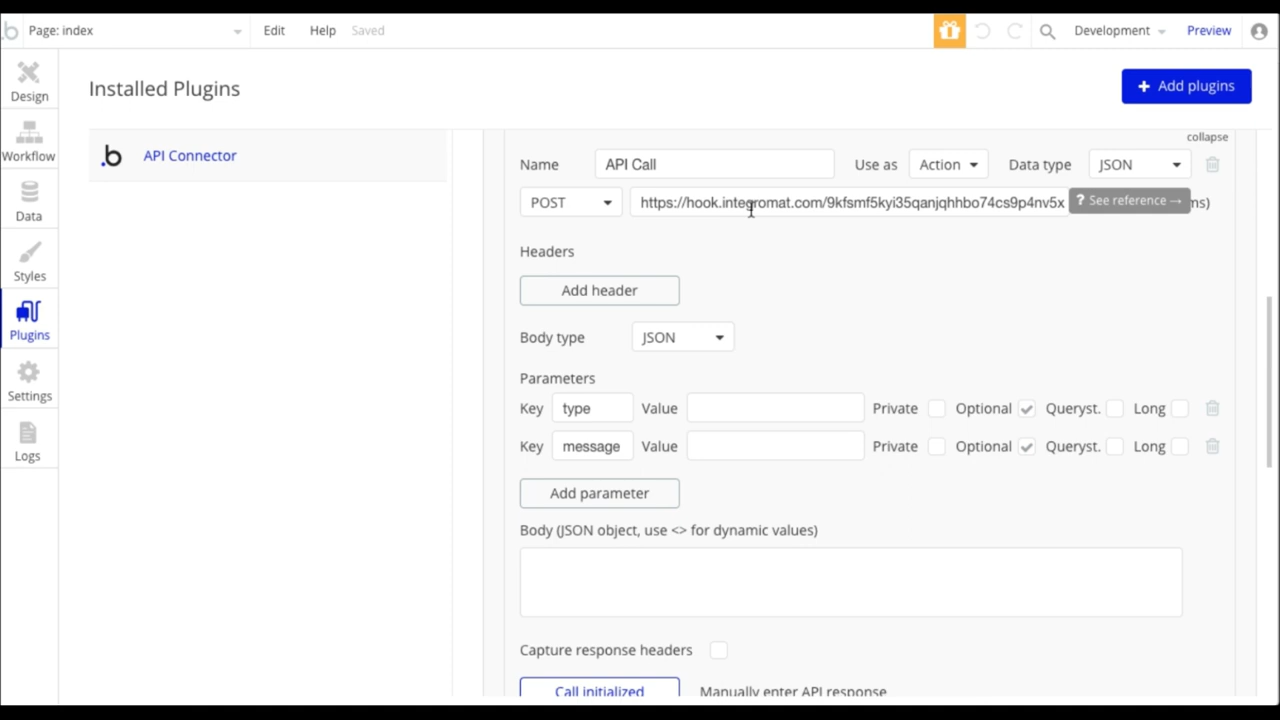 .b Page: index Edit Help Saved Development Preview
Installed Plugins
+ Add plugins
Design
Workflow
Data
Styles
Plugins
Settings
Logs
.b API Connector
collapse
Name API Call Use as Action Data type JSON
POST https://hook.integromat.com/9kfsmf5kyi35qanjqhhbo74cs9p4nv5x ? See reference → ms)
Headers
Add header
Body type JSON
Parameters
Key type Value Private Optional Queryst. Long
Key message Value Private Optional Queryst. Long
Add parameter
Body (JSON object, use <> for dynamic values)
Capture response headers
Call initialized Manually enter API response